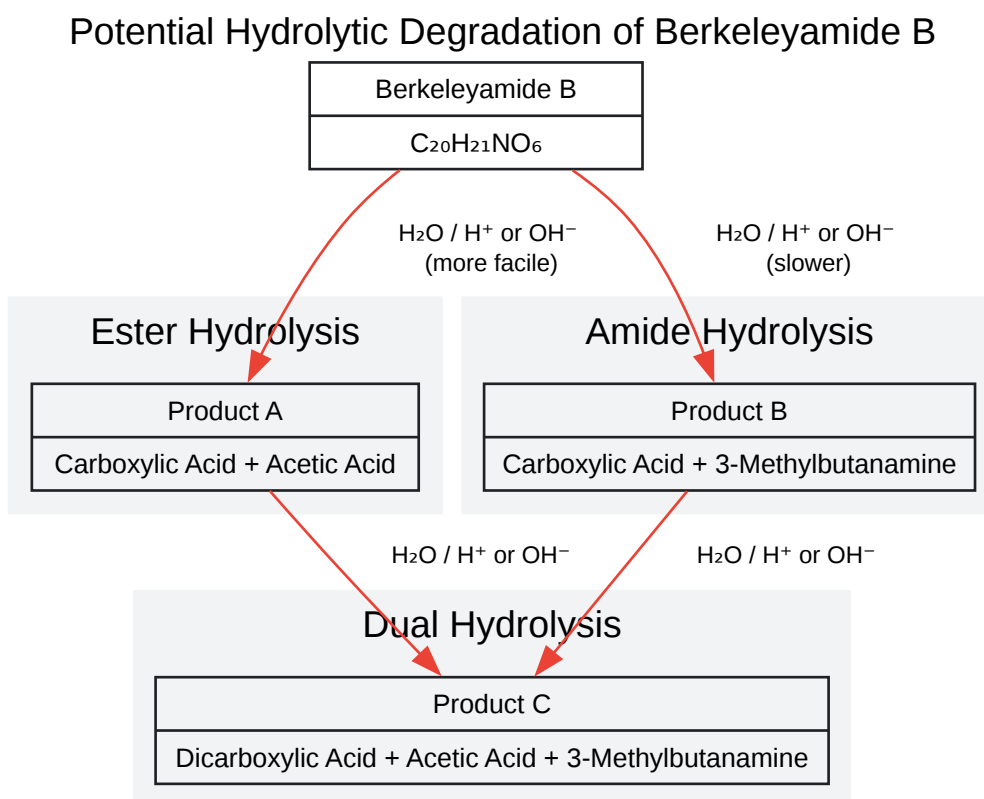 Potential Hydrolytic Degradation of Berkeleyamide B
Berkeleyamide B
C₂₀H₂₁NO₆
H₂O / H⁺ or OH⁻
(more facile)
H₂O / H⁺ or OH⁻
(slower)
Ester Hydrolysis
Product A
Carboxylic Acid + Acetic Acid
Amide Hydrolysis
Product B
Carboxylic Acid + 3-Methylbutanamine
H₂O / H⁺ or OH⁻
H₂O / H⁺ or OH⁻
Dual Hydrolysis
Product C
Dicarboxylic Acid + Acetic Acid + 3-Methylbutanamine